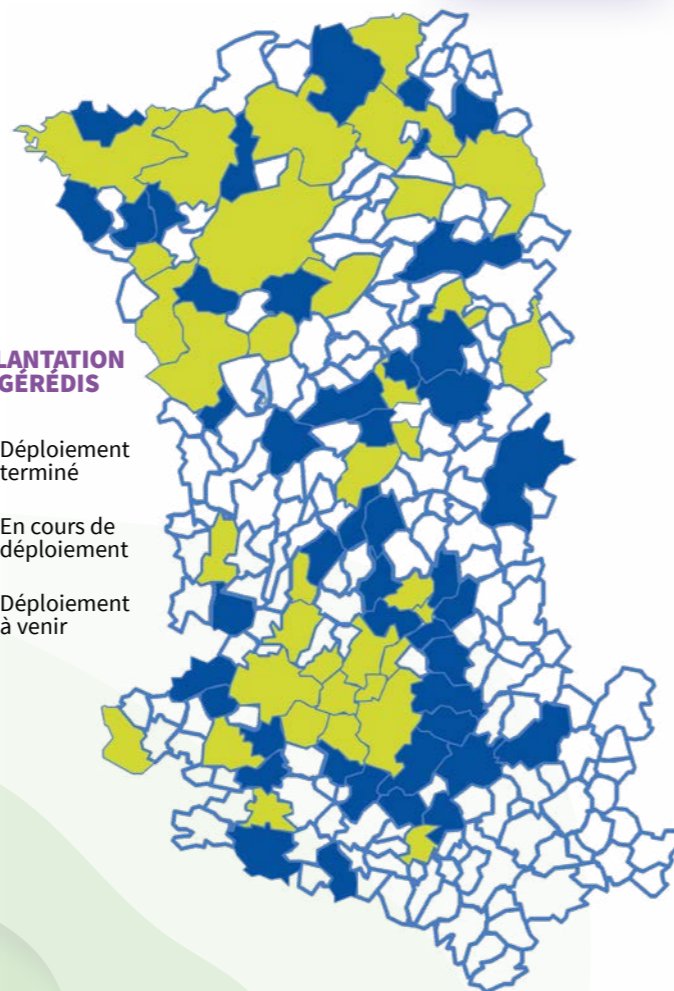 LANTATION
GÉRÉDIS
Déploiement
terminé
En cours de
déploiement
Déploiement
à venir